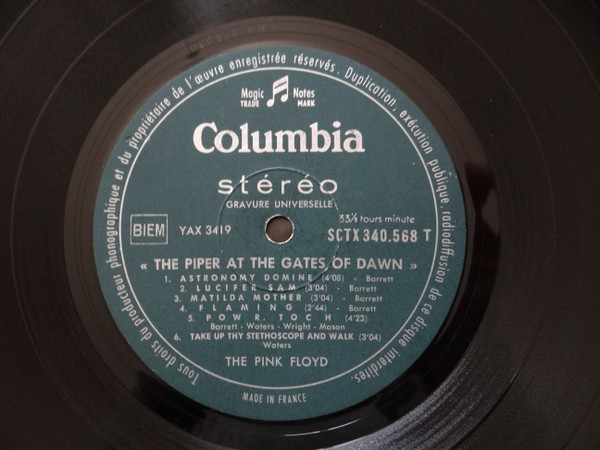 Tous droits du producteur phonographique et du propriétaire de l'œuvre enregistrée réservés. Duplication, exécution publique, radiodiffusion de ce disque interdites.
Magic Notes
TRADE MARK
Columbia
stéréo
GRAVURE UNIVERSELLE
BIEM YAX 3419
33⅓ tours minute
SCTX 340.568 T
« THE PIPER AT THE GATES OF DAWN »
1. ASTRONOMY DOMINE (4'08) - Barrett
2. LUCIFER SAM (3'04) - Barrett
3. MATILDA MOTHER (3'04) - Barrett
4. FLAMING (2'44) - Barrett
5. POW R. TOCH (4'23)
Barrett - Waters - Wright - Mason
6. TAKE UP THY STETHOSCOPE AND WALK (3'04)
Waters
THE PINK FLOYD
MADE IN FRANCE